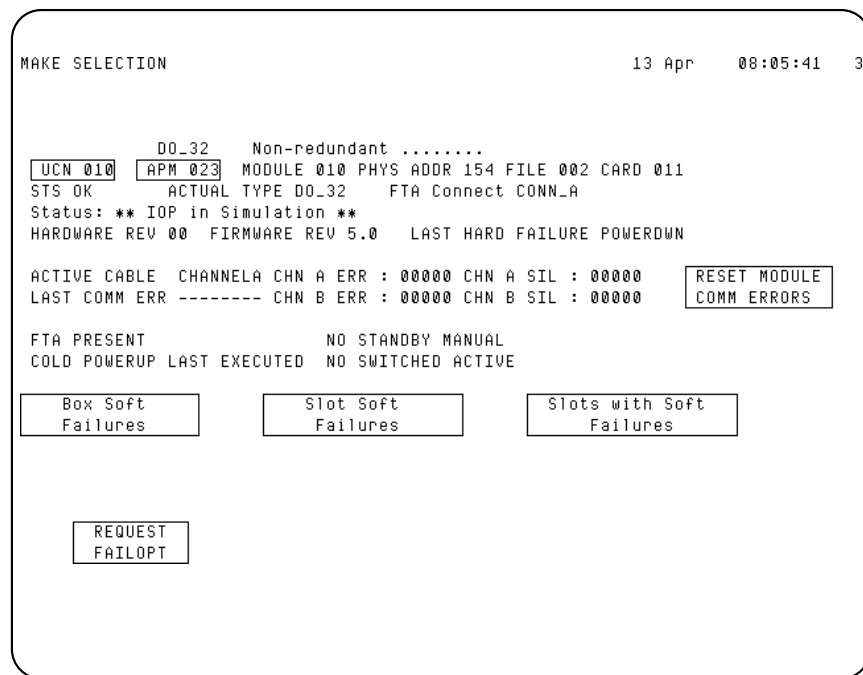 MAKE SELECTION 13 Apr 08:05:41 3
DO_32 Non-redundant ........
UCN 010 APM 023 MODULE 010 PHYS ADDR 154 FILE 002 CARD 011
STS OK ACTUAL TYPE DO_32 FTA Connect CONN_A
Status: ** IOP in Simulation **
HARDWARE REV 00 FIRMWARE REV 5.0 LAST HARD FAILURE POWERDWN
ACTIVE CABLE CHANNELA CHN A ERR : 00000 CHN A SIL : 00000 RESET MODULE
LAST COMM ERR -------- CHN B ERR : 00000 CHN B SIL : 00000 COMM ERRORS
FTA PRESENT NO STANDBY MANUAL
COLD POWERUP LAST EXECUTED NO SWITCHED ACTIVE
Box Soft Slot Soft Slots with Soft
Failures Failures Failures
REQUEST
FAILOPT